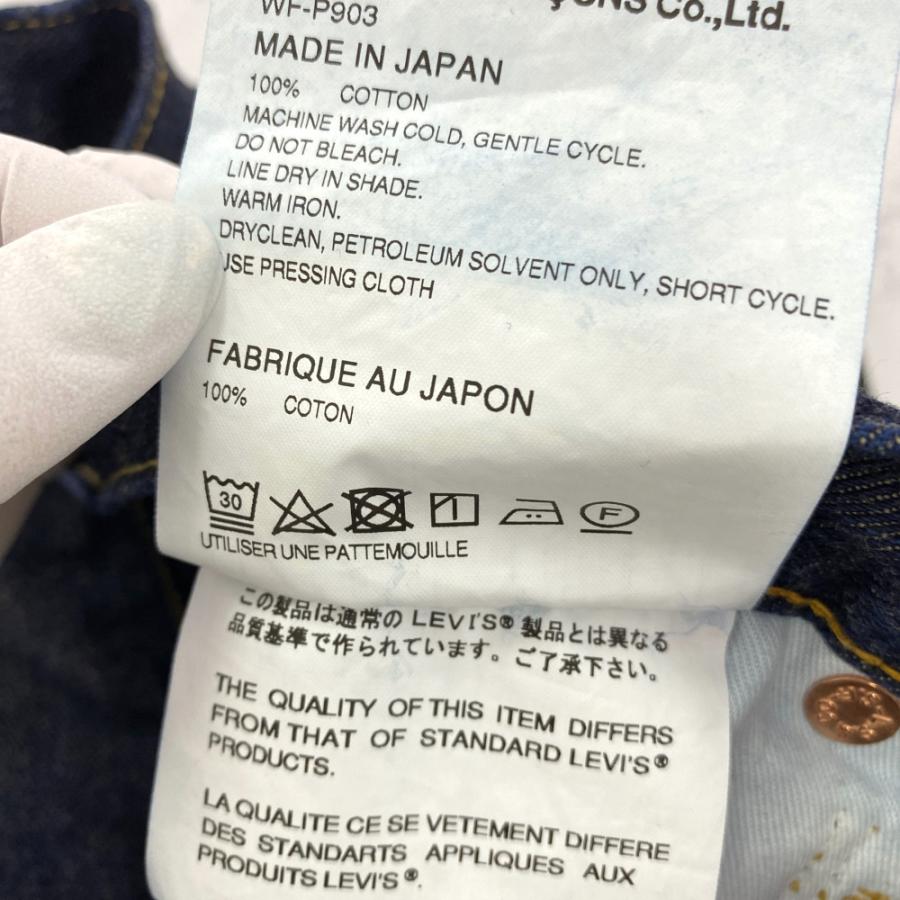 Co.,Ltd.
WF-P903
MADE IN JAPAN
100% COTTON
MACHINE WASH COLD, GENTLE CYCLE.
DO NOT BLEACH.
LINE DRY IN SHADE.
WARM IRON.
DRYCLEAN, PETROLEUM SOLVENT ONLY, SHORT CYCLE.
USE PRESSING CLOTH
FABRIQUE AU JAPON
100% COTON
30
F
UTILISER UNE PATTEMOUILLE
この製品は通常の LEVI'S® 製品とは異なる
品質基準で作られています。ご了承下さい。
THE QUALITY OF THIS ITEM DIFFERS
FROM THAT OF STANDARD LEVI'S®
PRODUCTS.
LA QUALITE CE SE VETEMENT DIFFERE
DES STANDARTS APPLIQUES AUX
PRODUITS LEVI'S®.